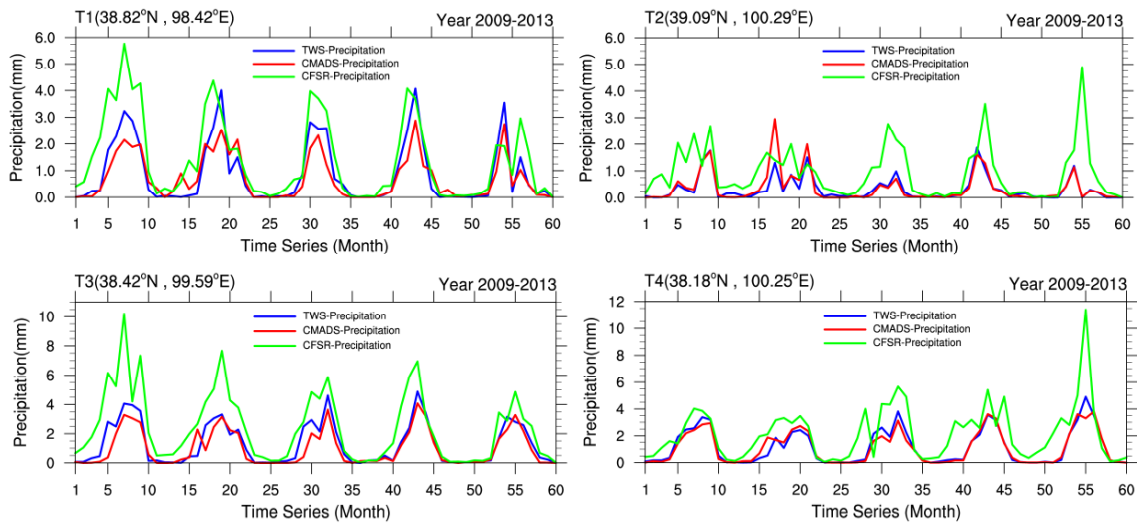 T1(38.82°N , 98.42°E) Year 2009-2013
6.0
5.0
4.0
3.0
2.0
1.0
0.0
Precipitation(mm)
TWS-Precipitation
CMADS-Precipitation
CFSR-Precipitation
1 5 10 15 20 25 30 35 40 45 50 55 60
Time Series (Month)
T2(39.09°N , 100.29°E) Year 2009-2013
6.0
5.0
4.0
3.0
2.0
1.0
0.0
Precipitation(mm)
TWS-Precipitation
CMADS-Precipitation
CFSR-Precipitation
1 5 10 15 20 25 30 35 40 45 50 55 60
Time Series (Month)
T3(38.42°N , 99.59°E) Year 2009-2013
10
8
6
4
2
0
Precipitation(mm)
TWS-Precipitation
CMADS-Precipitation
CFSR-Precipitation
1 5 10 15 20 25 30 35 40 45 50 55 60
Time Series (Month)
T4(38.18°N , 100.25°E) Year 2009-2013
12
10
8
6
4
2
0
Precipitation(mm)
TWS-Precipitation
CMADS-Precipitation
CFSR-Precipitation
1 5 10 15 20 25 30 35 40 45 50 55 60
Time Series (Month)